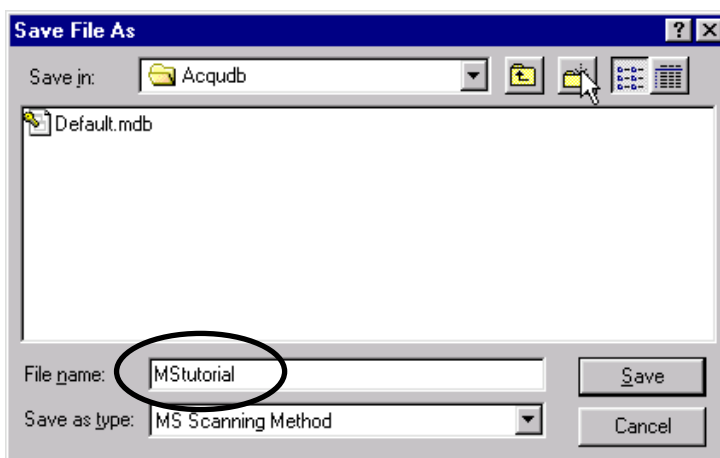 Save File As
Save in: Acqudb
Default.mdb
File name: MStutorial Save
Save as type: MS Scanning Method Cancel